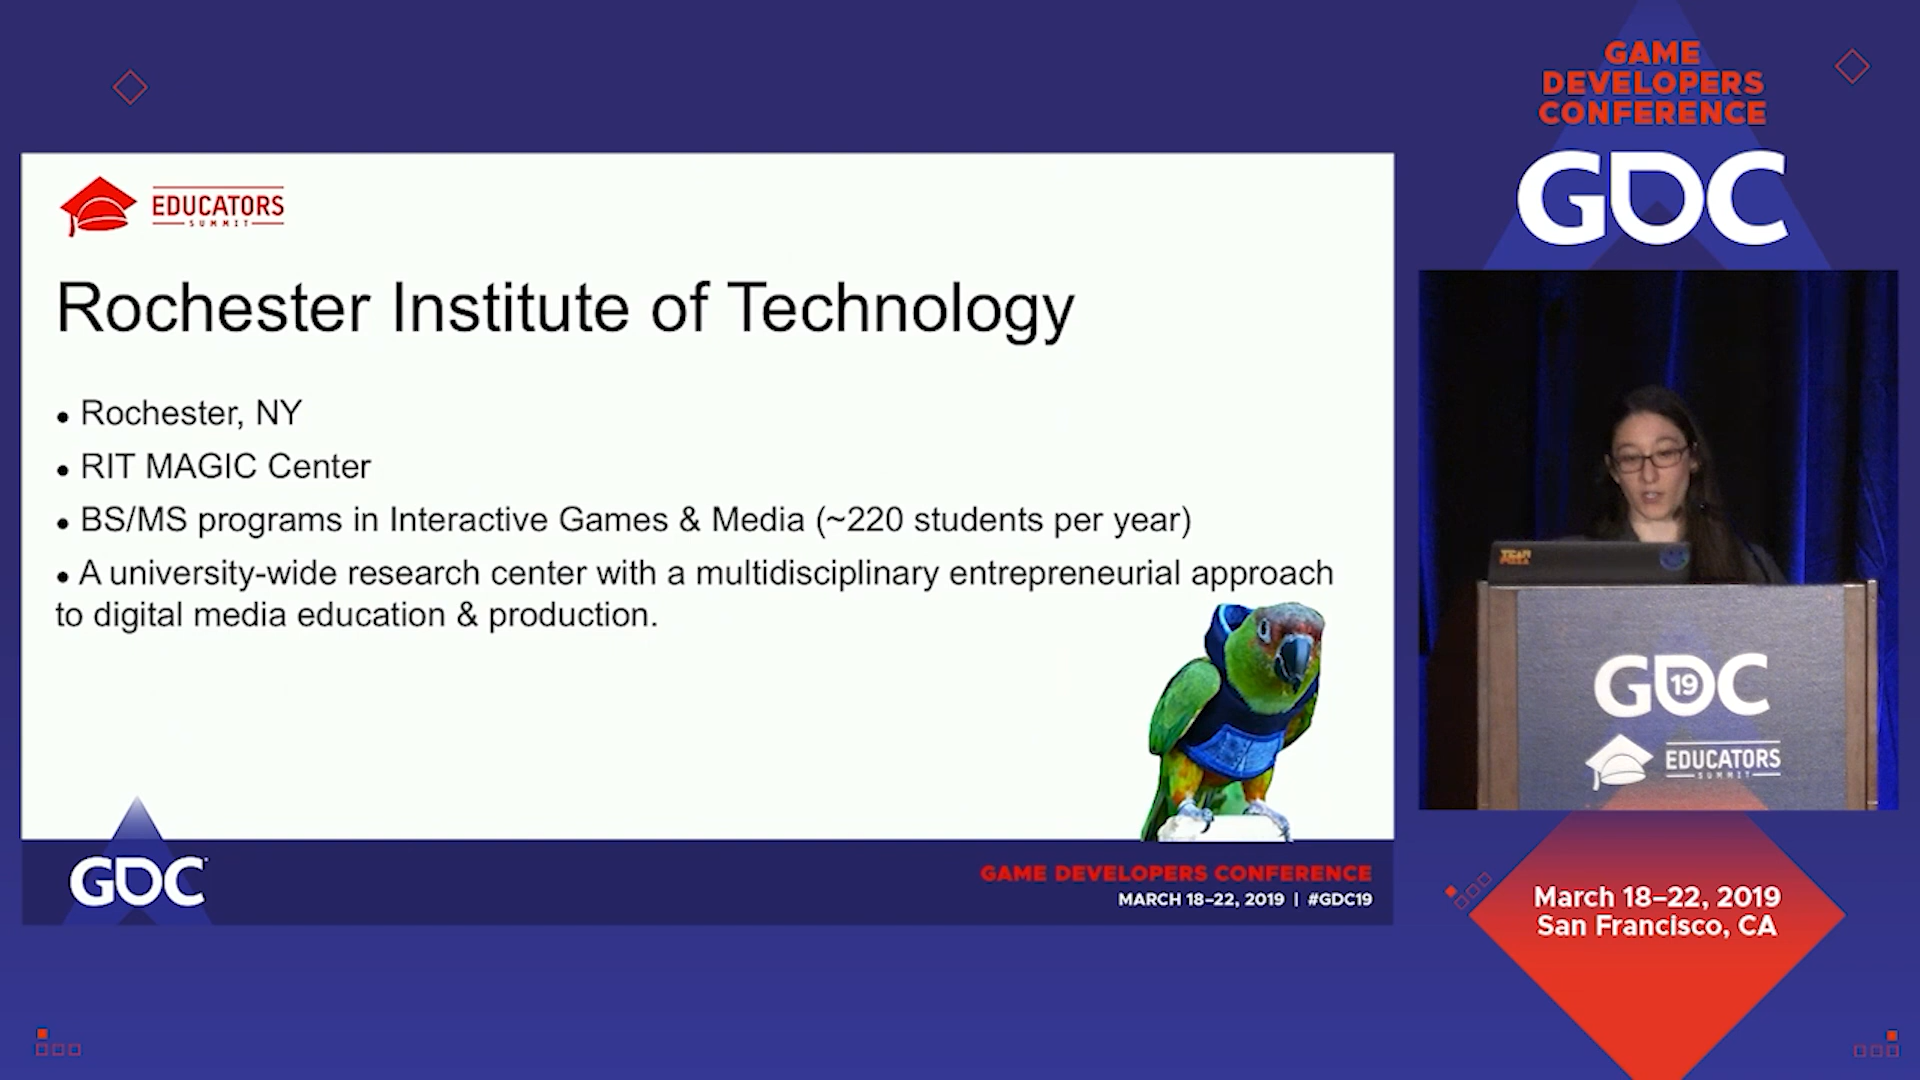 EDUCATORS
SUMMIT
Rochester Institute of Technology
• Rochester, NY
• RIT MAGIC Center
• BS/MS programs in Interactive Games & Media (~220 students per year)
• A university-wide research center with a multidisciplinary entrepreneurial approach
to digital media education & production.
GDC
GAME DEVELOPERS CONFERENCE
MARCH 18–22, 2019 | #GDC19
GAME
DEVELOPERS
CONFERENCE
GDC
GDC
19
EDUCATORS
SUMMIT
March 18–22, 2019
San Francisco, CA